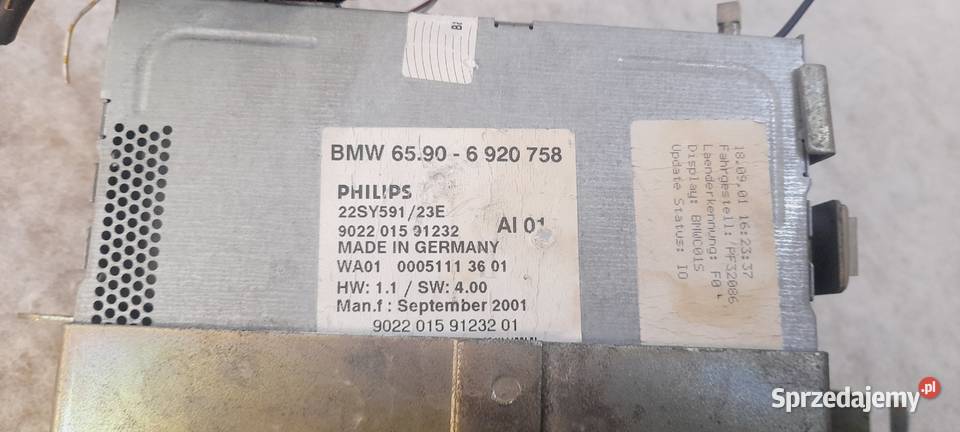 BMW 65.90 - 6 920 758
PHILIPS
22SY591/23E
9022 015 91232
AI 01
MADE IN GERMANY
WA01 0005111 36 01
HW: 1.1 / SW: 4.00
Man.f : September 2001
9022 015 91232 01
18.09.01 16:23:37
Fahrgestell: PF32086
Laenderkennung: F0
Display: BMWC01S
Update Status: IO
Sprzedajemy .pl